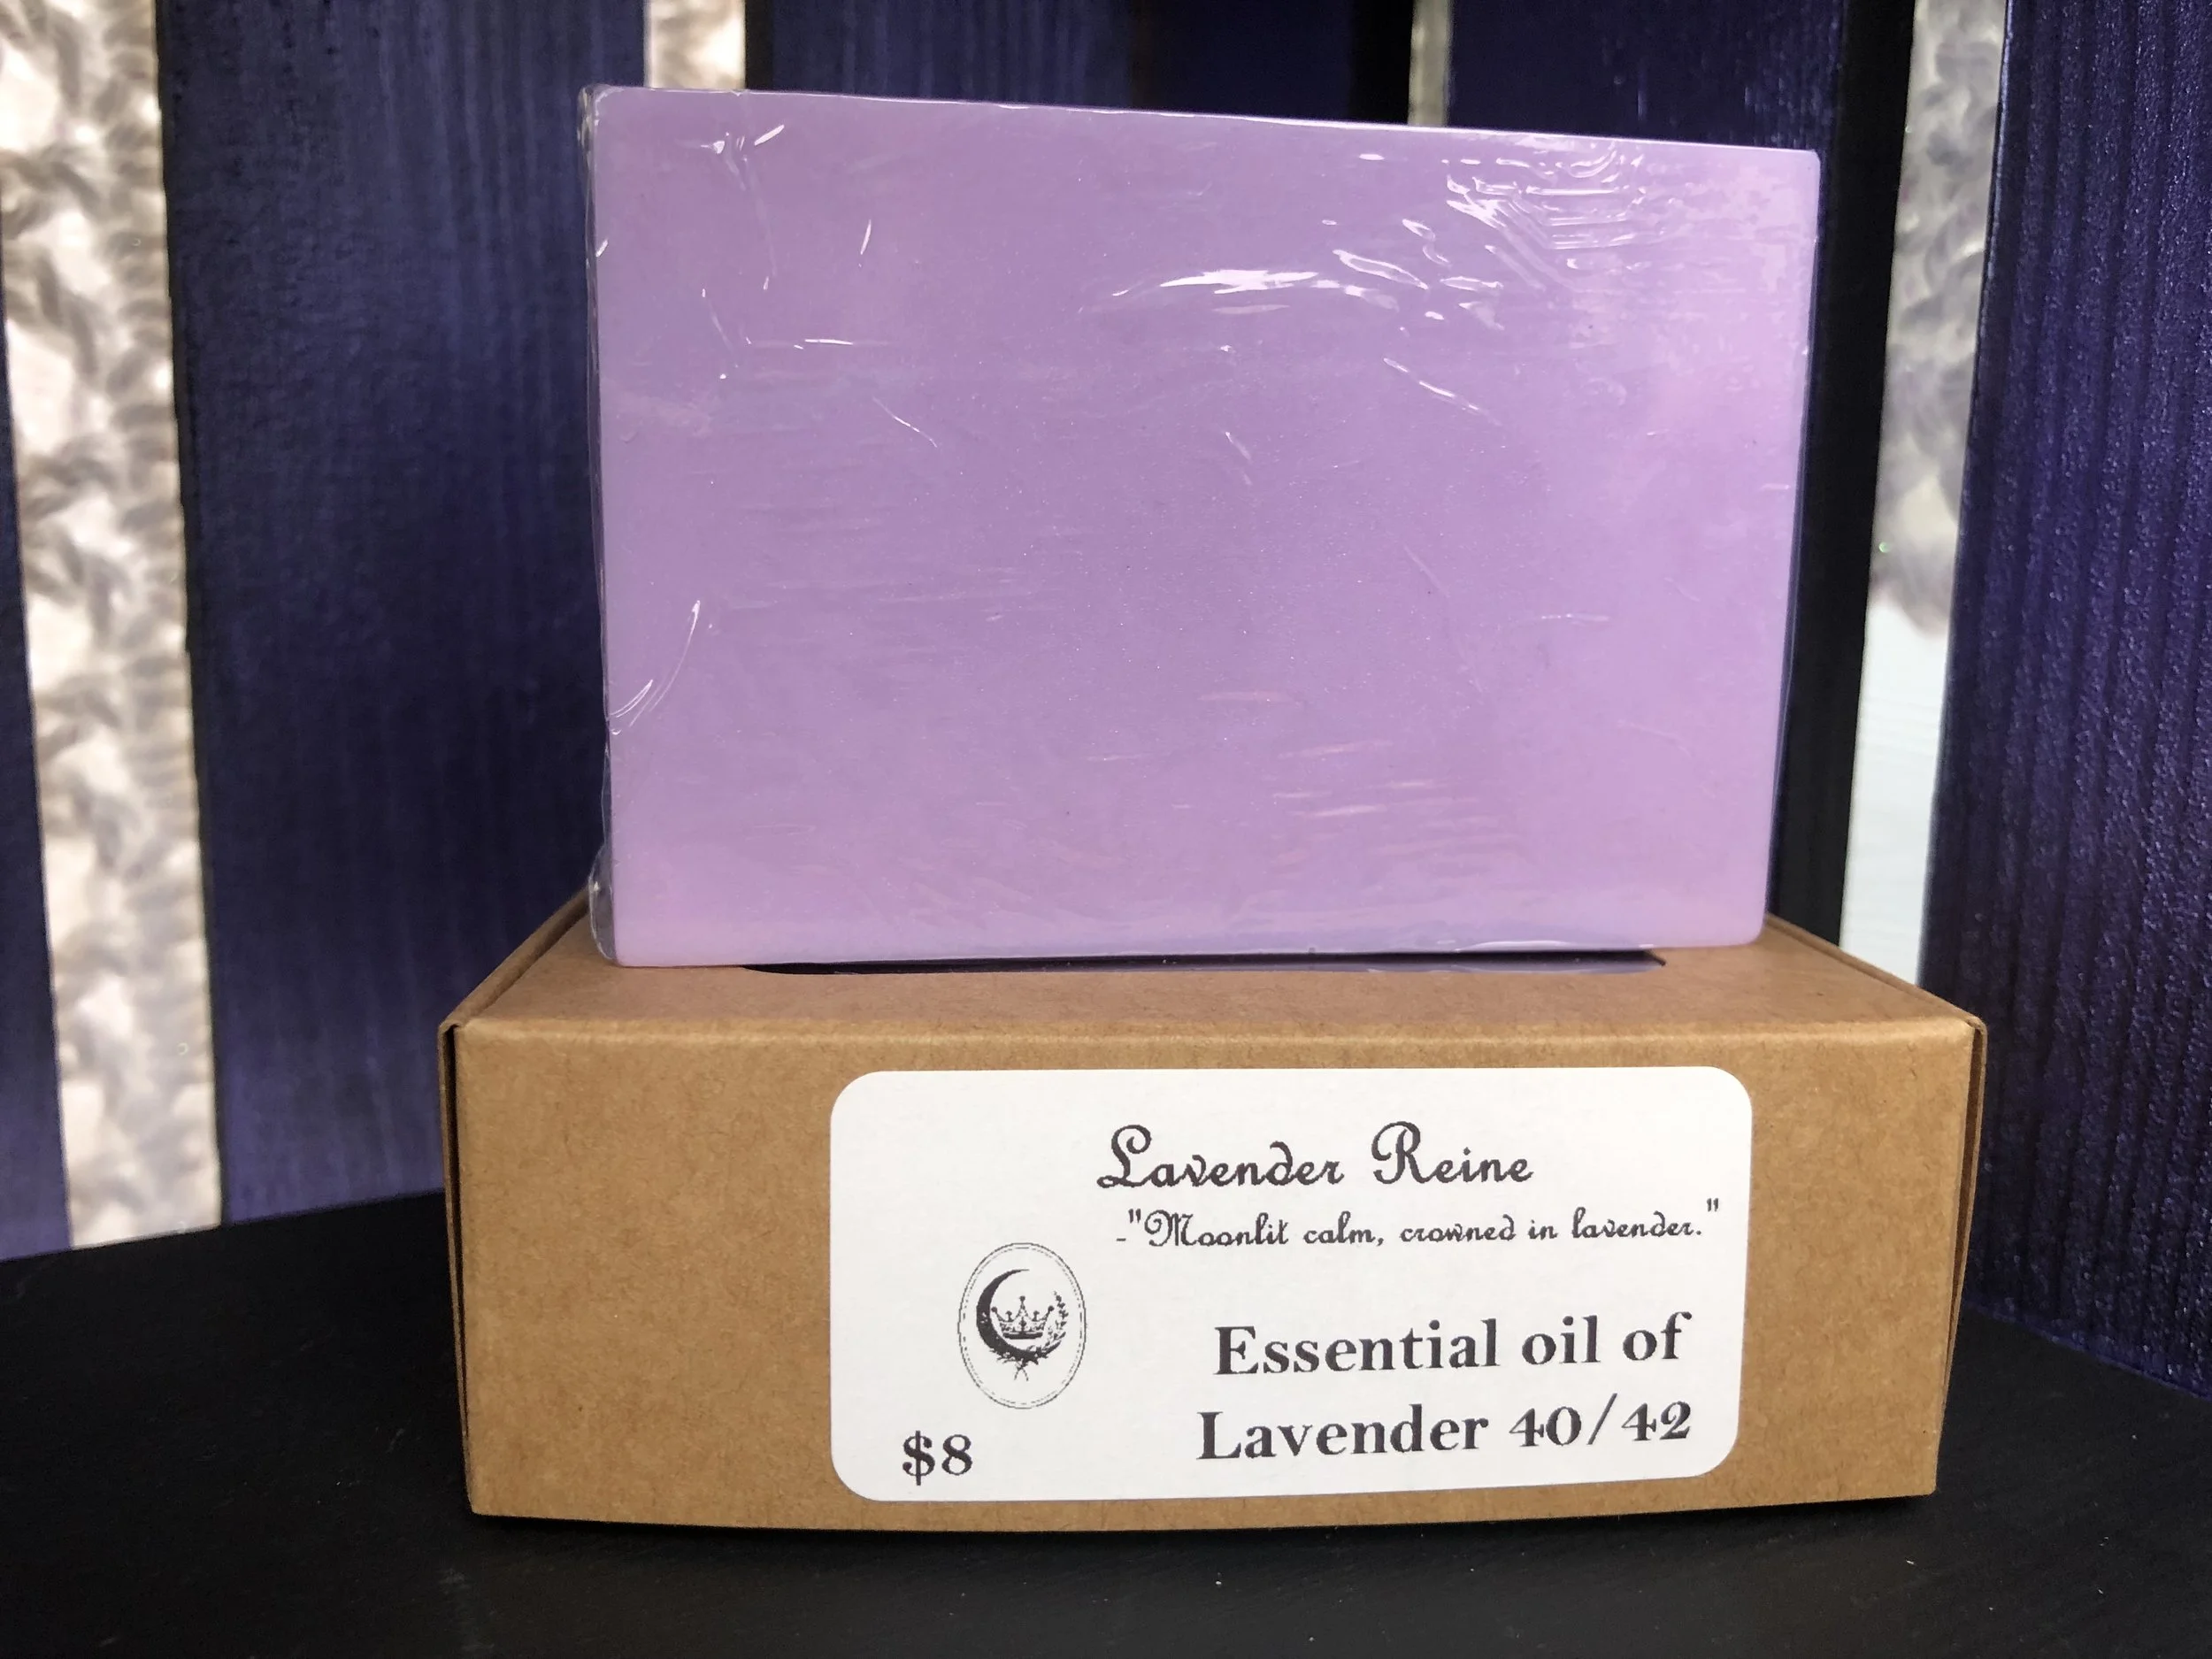 Lavender Reine
-"Moonlit calm, crowned in lavender."
Essential oil of
Lavender 40/42
$8